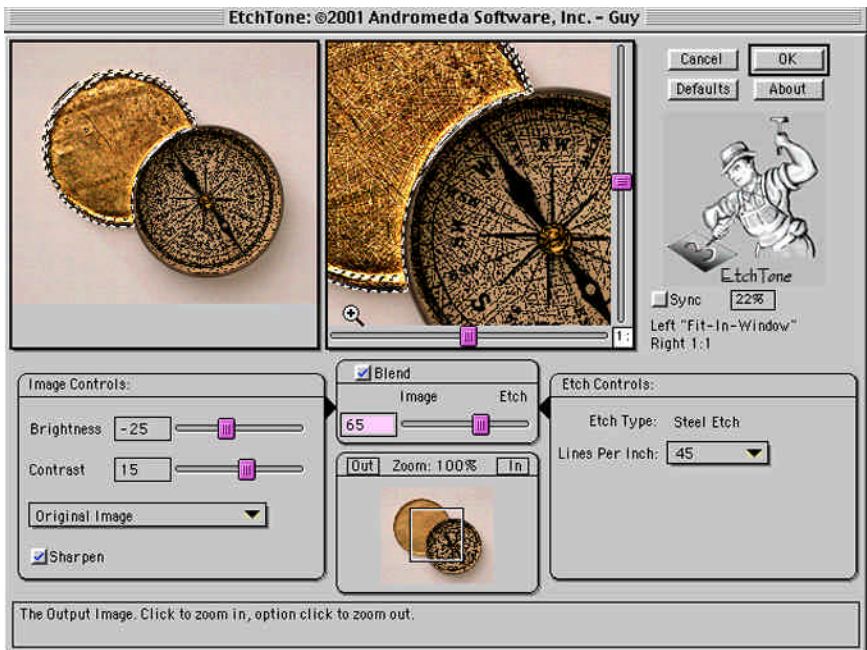 EtchTone: ©2001 Andromeda Software, Inc. - Guy
Cancel
OK
Defaults
About
EtchTone
Sync
22%
Left "Fit-In-Window"
Right 1:1
1:
Image Controls:
Brightness
-25
Contrast
15
Original Image
Sharpen
Blend
Image
Etch
65
Out
Zoom: 100%
In
Etch Controls:
Etch Type: Steel Etch
Lines Per Inch: 45
The Output Image. Click to zoom in, option click to zoom out.